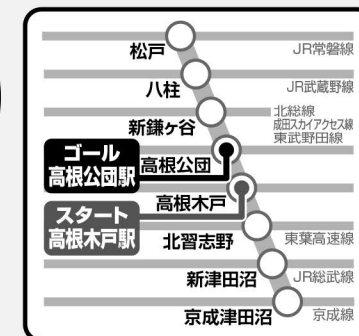 松戸
JR常磐線
八柱
JR武蔵野線
新鎌ヶ谷
北総線
成田スカイアクセス線
東武野田線
ゴール
高根公団駅
高根公団
高根木戸
スタート
高根木戸駅
北習志野
東葉高速線
新津田沼
JR総武線
京成津田沼
京成線